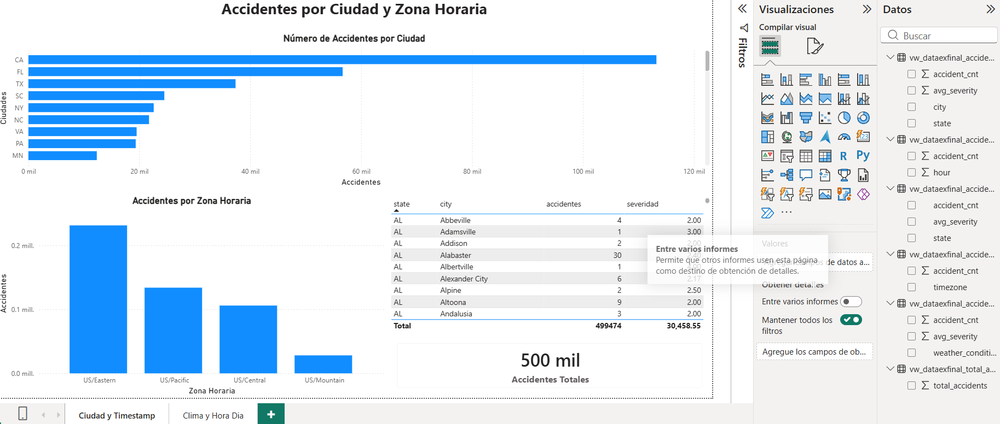 Accidentes por Ciudad y Zona Horaria
Número de Accidentes por Ciudad
Ciudades
CA
FL
TX
SC
NY
NC
VA
PA
MN
0 mil
20 mil
40 mil
60 mil
80 mil
100 mil
120 mil
Accidentes
Accidentes por Zona Horaria
Accidentes
0.2 mill.
0.1 mill.
0.0 mill.
US/Eastern
US/Pacific
US/Central
US/Mountain
Zona Horaria
state city accidentes severidad
AL Abbeville 4 2.00
AL Adamsville 1 3.00
AL Addison 2 2.00
AL Alabaster 30 2.40
AL Albertville 1 4.00
AL Alexander City 6 2.17
AL Alpine 2 2.50
AL Altoona 9 2.00
AL Andalusia 3 2.00
Total 499474 30,458.55
500 mil
Accidentes Totales
Entre varios informes
Permite que otros informes usen esta página
como destino de obtención de detalles.
Ciudad y Timestamp
Clima y Hora Dia
Filtros
Visualizaciones
Compilar visual
123
R
Py
Valores
de datos a...
Obtener detalles
Entre varios informes
Mantener todos los
filtros
Agregue los campos de ob...
Datos
Buscar
vw_dataexfinal_accide...
accident_cnt
avg_severity
city
state
vw_dataexfinal_accide...
accident_cnt
hour
vw_dataexfinal_accide...
accident_cnt
avg_severity
state
vw_dataexfinal_accide...
accident_cnt
timezone
vw_dataexfinal_accide...
accident_cnt
avg_severity
weather_conditi...
vw_dataexfinal_total_a...
total_accidents